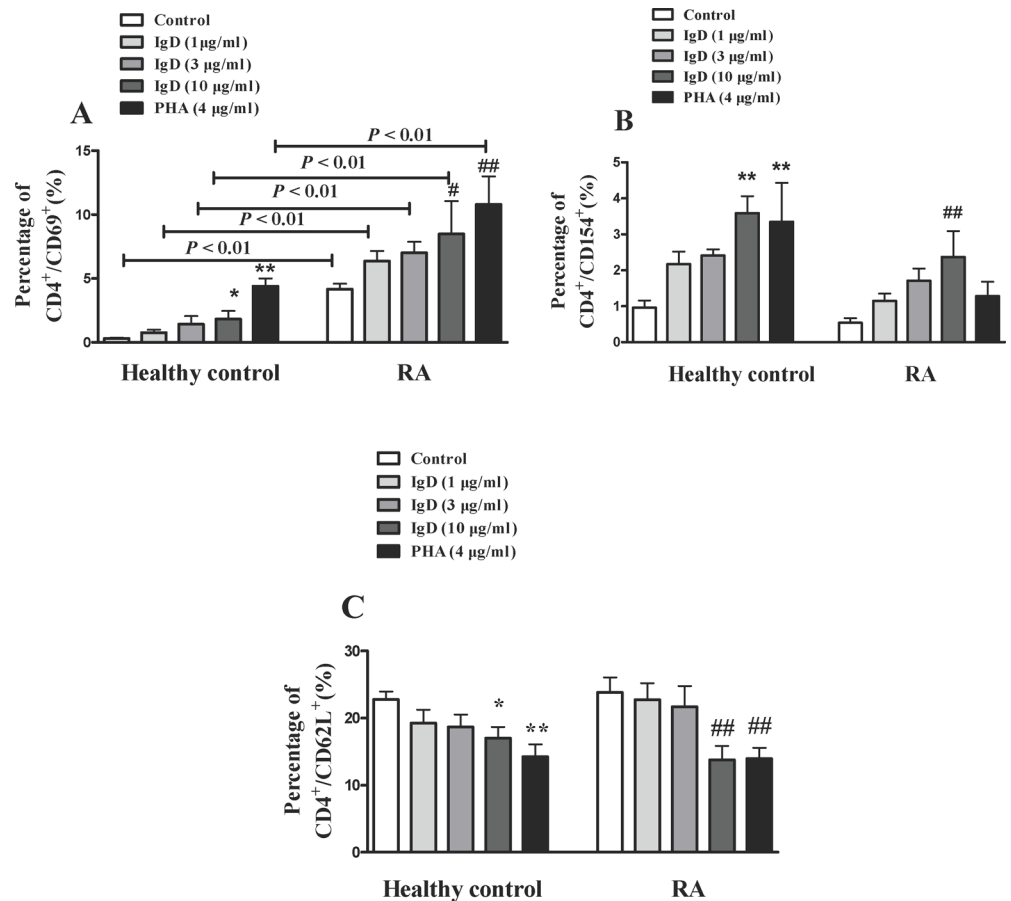 Control
IgD (1µg/ml)
IgD (3 µg/ml)
IgD (10 µg/ml)
PHA (4 µg/ml)
A
P < 0.01
P < 0.01
P < 0.01
P < 0.01
P < 0.01
##
#
**
*
15
10
5
0
Percentage of
CD4+/CD69+(%)
Healthy control
RA
Control
IgD (1 µg/ml)
IgD (3 µg/ml)
IgD (10 µg/ml)
PHA (4 µg/ml)
B
5
4
3
2
1
0
Percentage of
CD4+/CD154+(%)
**
**
##
Healthy control
RA
Control
IgD (1 µg/ml)
IgD (3 µg/ml)
IgD (10 µg/ml)
PHA (4 µg/ml)
C
30
20
10
0
Percentage of
CD4+/CD62L+(%)
*
**
##
##
Healthy control
RA